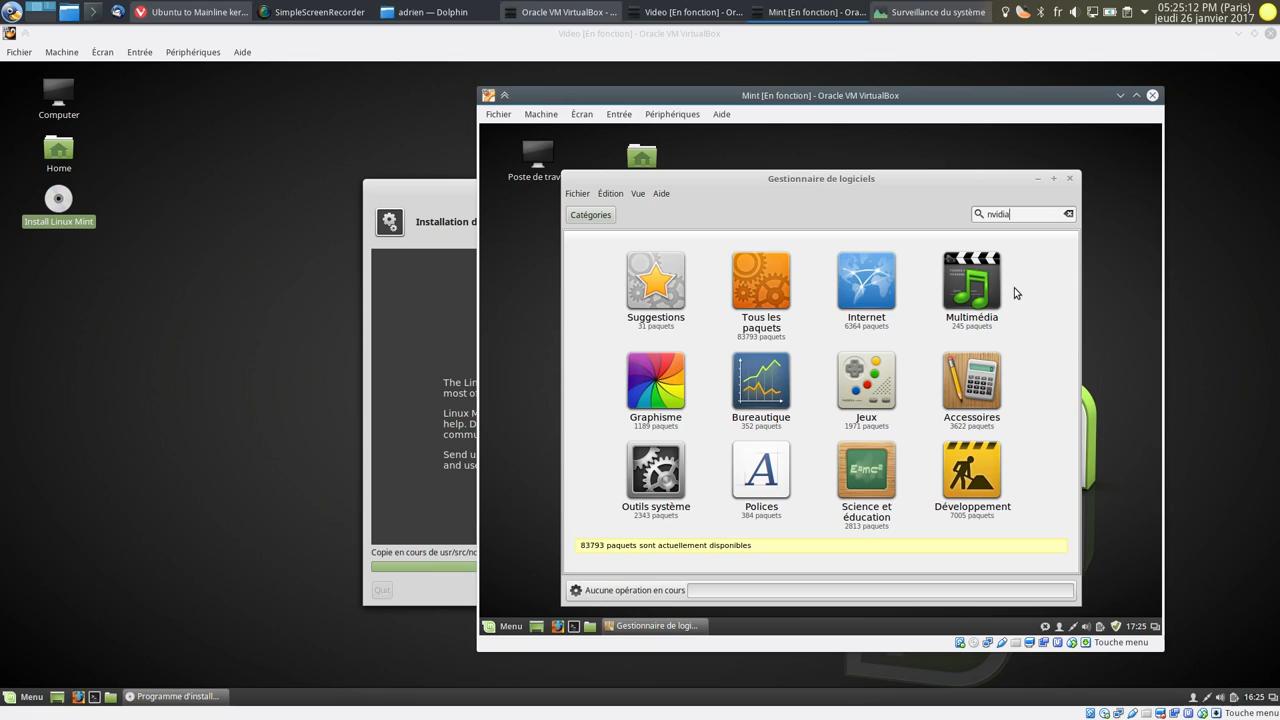 Ubuntu to Mainline ker...
SimpleScreenRecorder
adrien — Dolphin
Oracle VM VirtualBox - ...
Video [En fonction] - Or...
Mint [En fonction] - Ora...
Surveillance du système
fr
05:25:12 PM (Paris)
jeudi 26 janvier 2017
Video [En fonction] - Oracle VM VirtualBox
Fichier Machine Écran Entrée Périphériques Aide
Computer
Home
Install Linux Mint
Installation d
The Lin
most of
Linux M
help. D
commu
Send u
and use
Copie en cours de usr/src/no
Quit
Mint [En fonction] - Oracle VM VirtualBox
Fichier Machine Écran Entrée Périphériques Aide
Poste de trav
Gestionnaire de logiciels
Fichier Édition Vue Aide
Catégories
nvidia
Suggestions
31 paquets
Tous les
paquets
83793 paquets
Internet
6364 paquets
Multimédia
245 paquets
Graphisme
1189 paquets
Bureautique
352 paquets
Jeux
1971 paquets
Accessoires
3622 paquets
Outils système
2343 paquets
A
Polices
384 paquets
E=mc²
Science et
éducation
2813 paquets
Développement
7005 paquets
83793 paquets sont actuellement disponibles
Aucune opération en cours
Menu
Gestionnaire de logi...
17:25
Touche menu
Menu
Programme d'install...
16:25
Touche menu